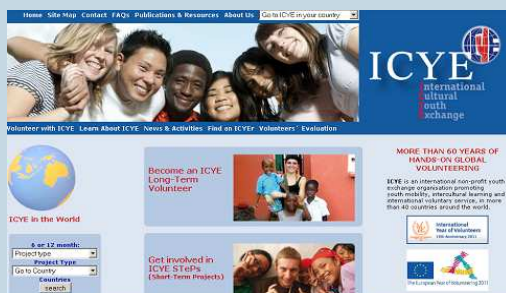 Home Site Map Contact FAQs Publications & Resources About Us Go to ICYE in your country
ICYE
International
Cultural
Youth
Exchange
Volunteer with ICYE Learn About ICYE News & Activities Find an ICYEr Volunteers´ Evaluation
ICYE in the World
6 or 12 month:
Project type
Project Type
Go to Country
Countries
search
Become an ICYE
Long-Term
Volunteer
Get involved in
ICYE STePs
(Short-Term Projects)
MORE THAN 60 YEARS OF
HANDS-ON GLOBAL
VOLUNTEERING
ICYE is an international non-profit youth
exchange organisation promoting
youth mobility, intercultural learning and
international voluntary service, in more
than 40 countries around the world.
International
Year of Volunteers
10th Anniversary 2011
The European Year of Volunteering 2011